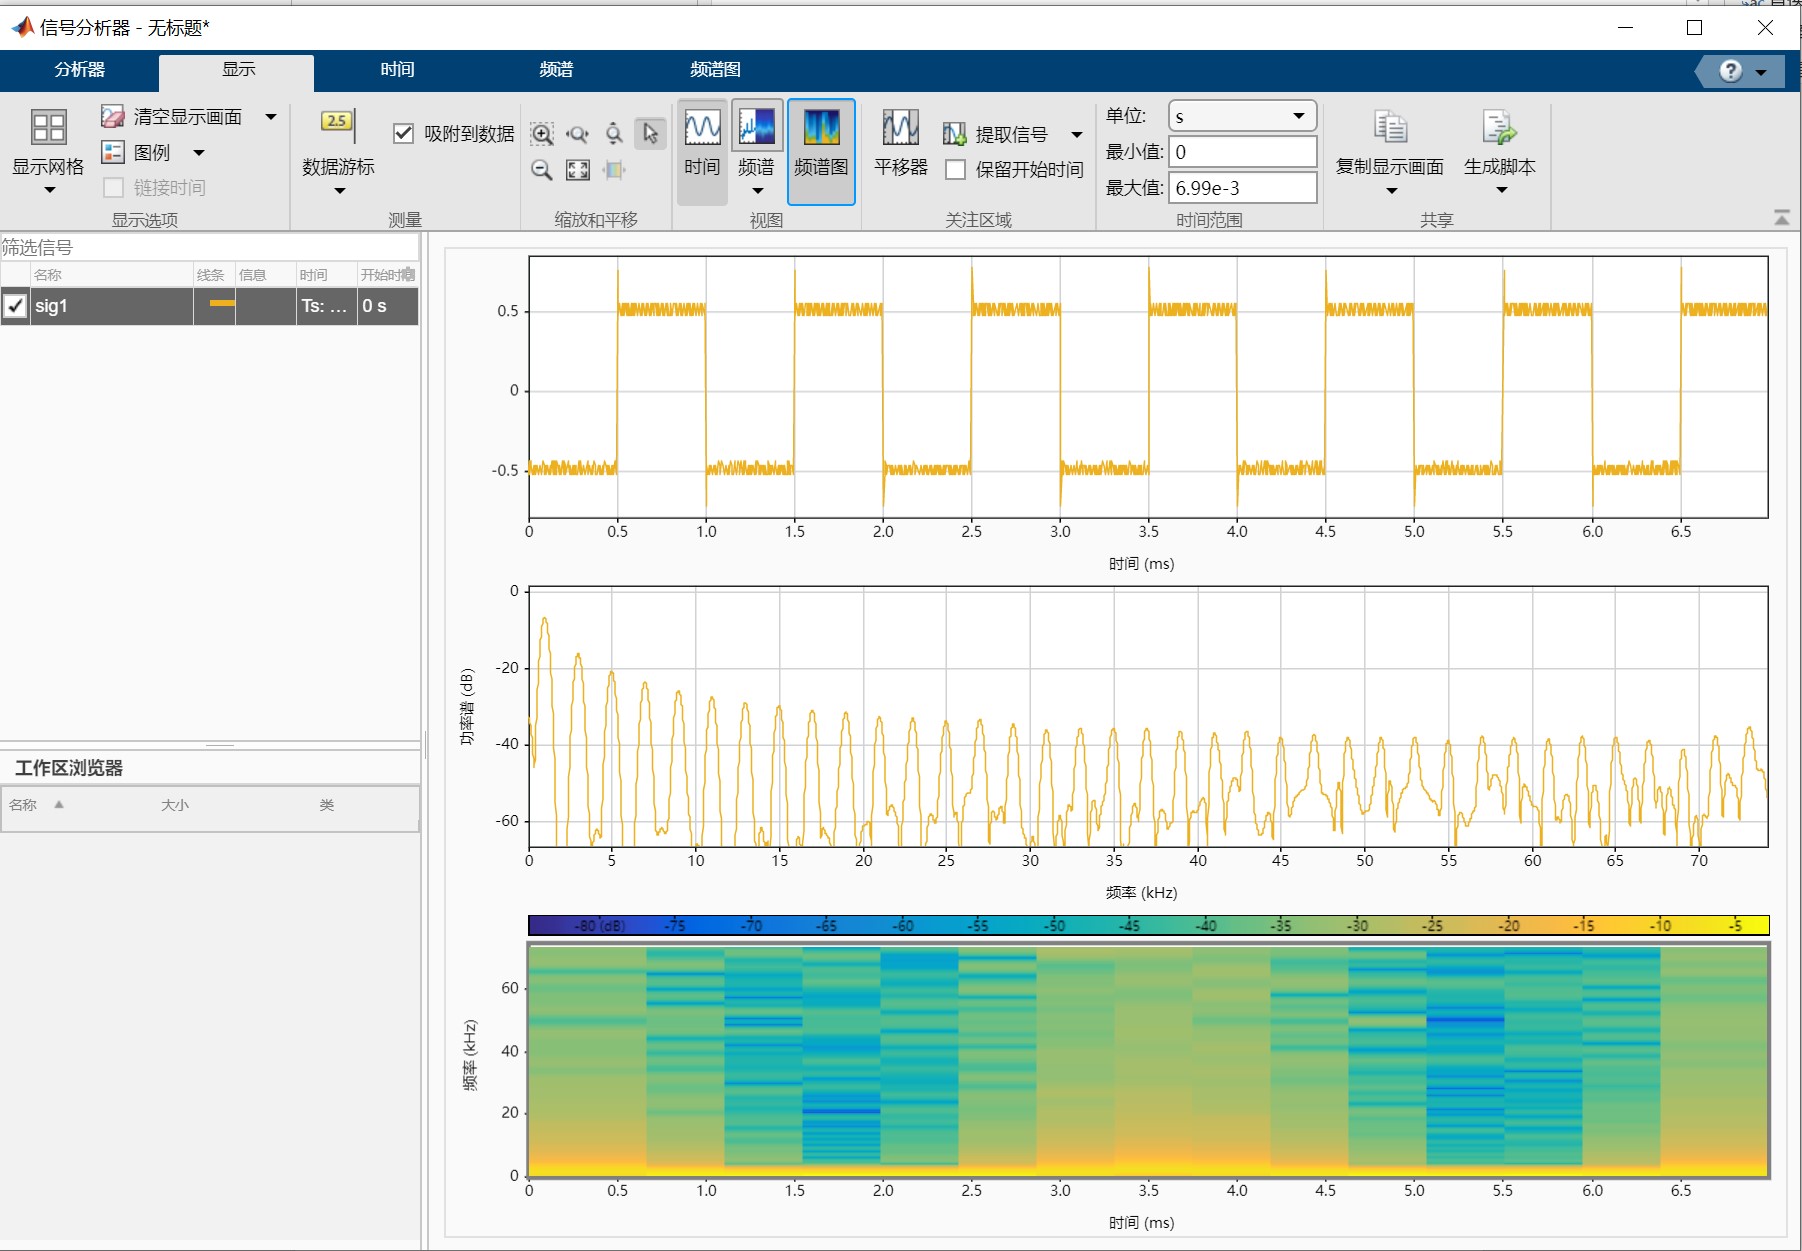 信号分析器 - 无标题*
分析器 显示 时间 频谱 频谱图
清空显示画面
图例
链接时间
显示网格
显示选项
2.5
数据游标
吸附到数据
测量
缩放和平移
时间 频谱 频谱图
视图
平移器
提取信号
保留开始时间
关注区域
单位: s
最小值: 0
最大值: 6.99e-3
时间范围
复制显示画面 生成脚本
共享
筛选信号
名称 线条 信息 时间 开始时间
sig1 Ts: ... 0 s
工作区浏览器
名称 大小 类
0.5
0
-0.5
0 0.5 1.0 1.5 2.0 2.5 3.0 3.5 4.0 4.5 5.0 5.5 6.0 6.5
时间 (ms)
功率谱 (dB)
0
-20
-40
-60
0 5 10 15 20 25 30 35 40 45 50 55 60 65 70
频率 (kHz)
-80 (dB) -75 -70 -65 -60 -55 -50 -45 -40 -35 -30 -25 -20 -15 -10 -5
频率 (kHz)
60
40
20
0
0 0.5 1.0 1.5 2.0 2.5 3.0 3.5 4.0 4.5 5.0 5.5 6.0 6.5
时间 (ms)